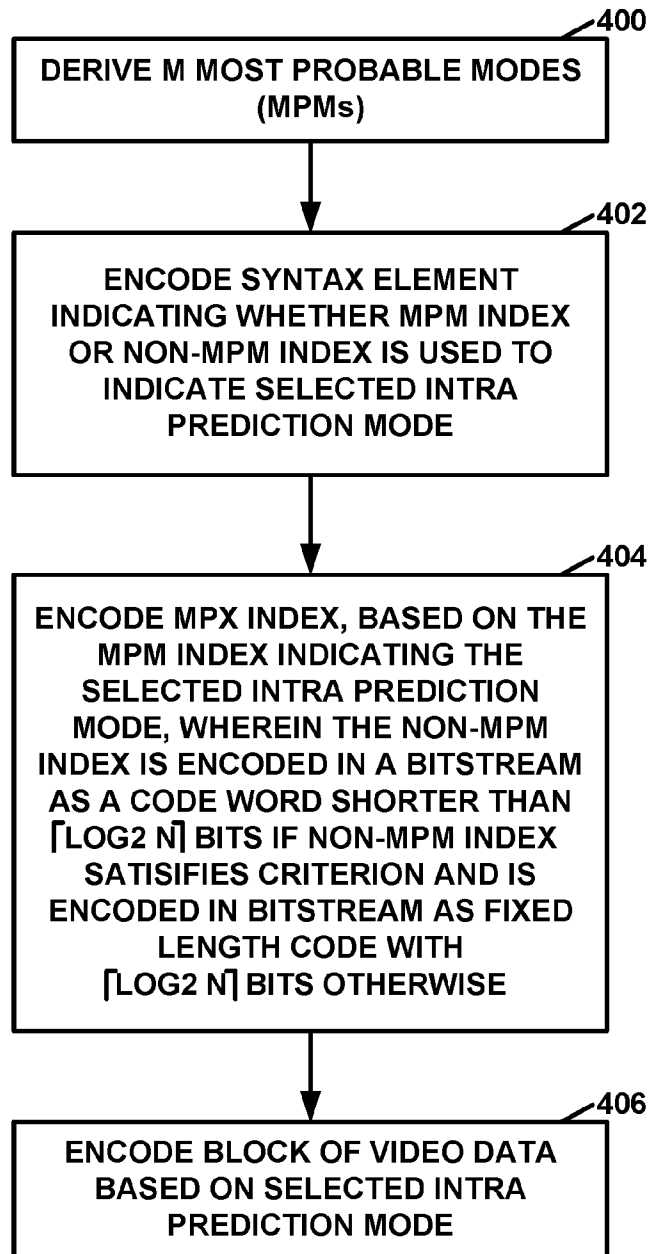 400
DERIVE M MOST PROBABLE MODES
(MPMs)
402
ENCODE SYNTAX ELEMENT
INDICATING WHETHER MPM INDEX
OR NON-MPM INDEX IS USED TO
INDICATE SELECTED INTRA
PREDICTION MODE
404
ENCODE MPX INDEX, BASED ON THE
MPM INDEX INDICATING THE
SELECTED INTRA PREDICTION
MODE, WHEREIN THE NON-MPM
INDEX IS ENCODED IN A BITSTREAM
AS A CODE WORD SHORTER THAN
⌈LOG2 N⌉ BITS IF NON-MPM INDEX
SATISIFIES CRITERION AND IS
ENCODED IN BITSTREAM AS FIXED
LENGTH CODE WITH
⌈LOG2 N⌉ BITS OTHERWISE
406
ENCODE BLOCK OF VIDEO DATA
BASED ON SELECTED INTRA
PREDICTION MODE